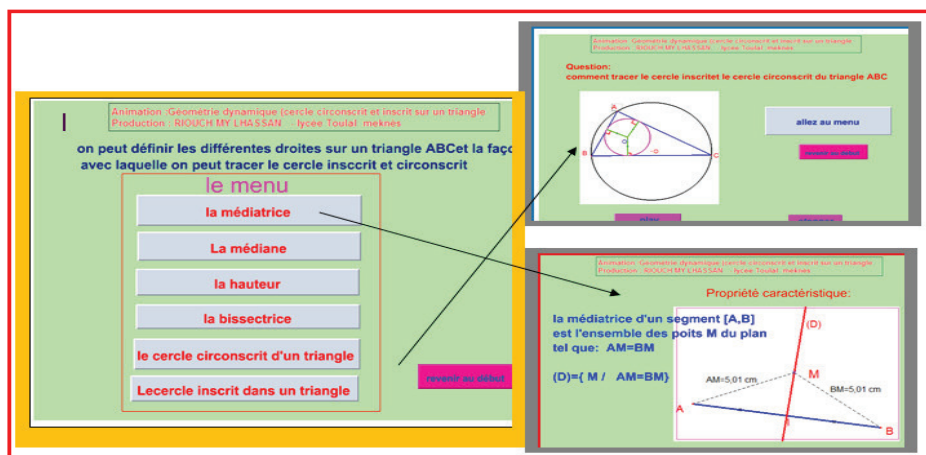 Animation :Geometrie dynamique (cercle circonscrit et inscrit sur un triangle
Production : RIOUCH MY LHASSAN - lycee Toulal meknes
on peut définir les différentes droites sur un triangle ABCet la faço
avec laquelle on peut tracer le cercle insccrit et circonscrit
le menu
la médiatrice
La médiane
la hauteur
la bissectrice
le cercle circonscrit d'un triangle
Lecercle inscrit dans un triangle
revenir au début
Animation :Geometrie dynamique (cercle circonscrit et inscrit sur un triangle
Production : RIOUCH MY LHASSAN - lycee Toulal meknes
Question:
comment tracer le cercle inscritet le cercle circonscrit du triangle ABC
A
B
C
O
allez au menu
revenir au début
Animation :Geometrie dynamique (cercle circonscrit et inscrit sur un triangle
Production : RIOUCH MY LHASSAN - lycee Toulal meknes
Propriété caractéristique:
la médiatrice d'un segment [A,B]
est l'ensemble des poits M du plan
tel que: AM=BM
(D)={ M / AM=BM}
(D)
M
AM=5,01 cm
BM=5,01 cm
A
I
B